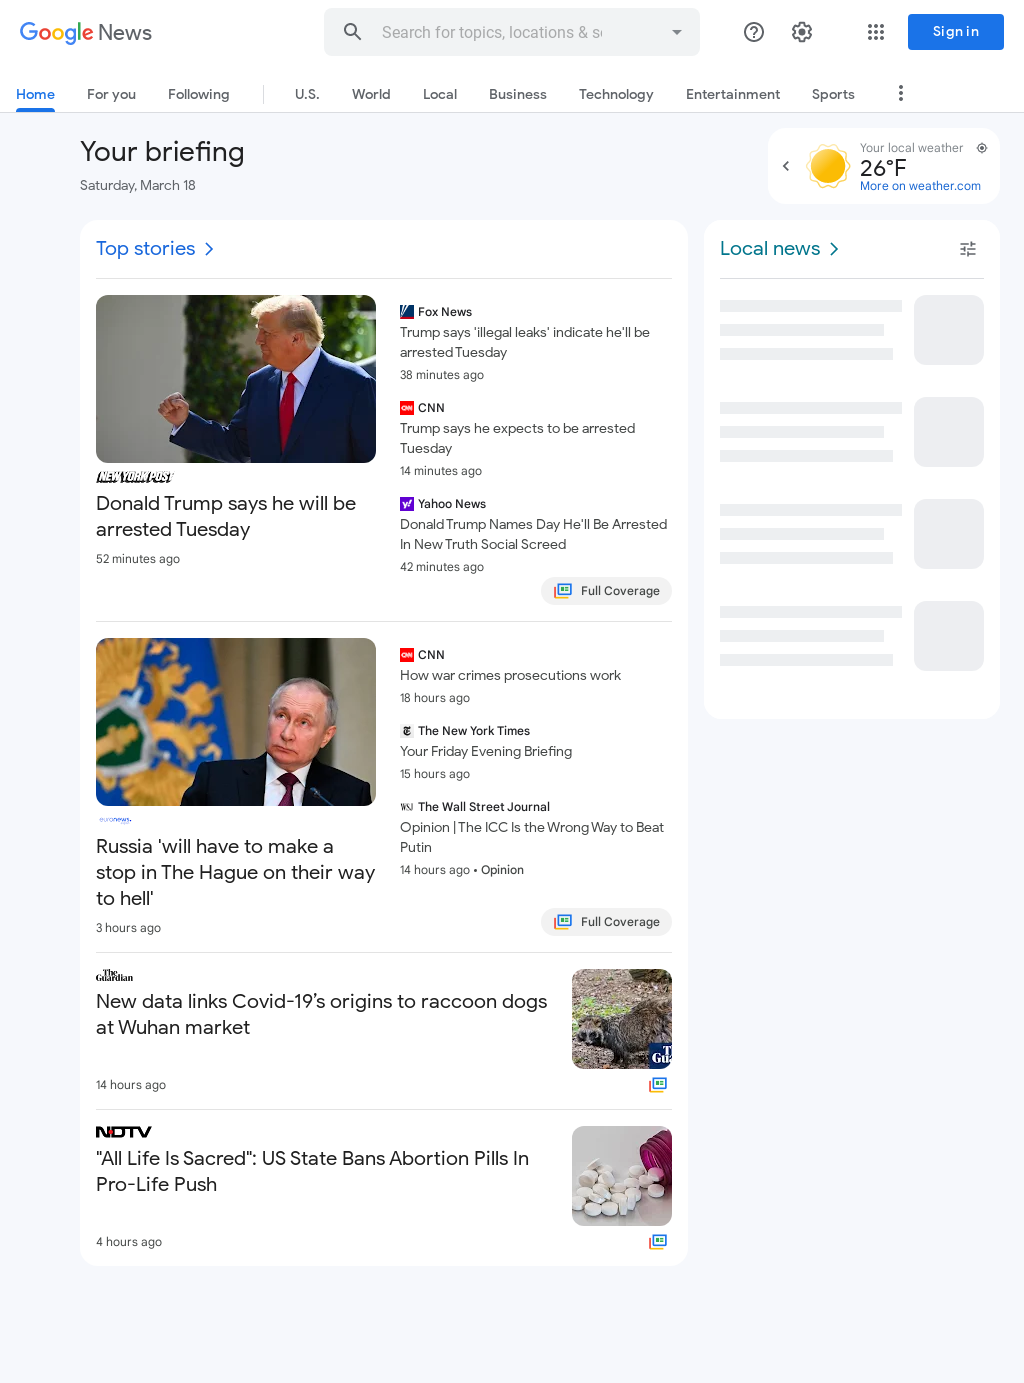 Google News
Search for topics, locations & so
Sign in
Home
For you
Following
U.S.
World
Local
Business
Technology
Entertainment
Sports
Your briefing
Saturday, March 18
Your local weather
26°F
More on weather.com
Top stories
NEW YORK POST
Donald Trump says he will be
arrested Tuesday
52 minutes ago
Fox News
Trump says 'illegal leaks' indicate he'll be
arrested Tuesday
38 minutes ago
CNN
CNN
Trump says he expects to be arrested
Tuesday
14 minutes ago
y!
Yahoo News
Donald Trump Names Day He'll Be Arrested
In New Truth Social Screed
42 minutes ago
Full Coverage
euronews.
Russia 'will have to make a
stop in The Hague on their way
to hell'
3 hours ago
CNN
CNN
How war crimes prosecutions work
18 hours ago
The New York Times
Your Friday Evening Briefing
15 hours ago
WSJ
The Wall Street Journal
Opinion | The ICC Is the Wrong Way to Beat
Putin
14 hours ago • Opinion
Full Coverage
The
Guardian
New data links Covid-19’s origins to raccoon dogs
at Wuhan market
14 hours ago
NDTV
"All Life Is Sacred": US State Bans Abortion Pills In
Pro-Life Push
4 hours ago
Local news